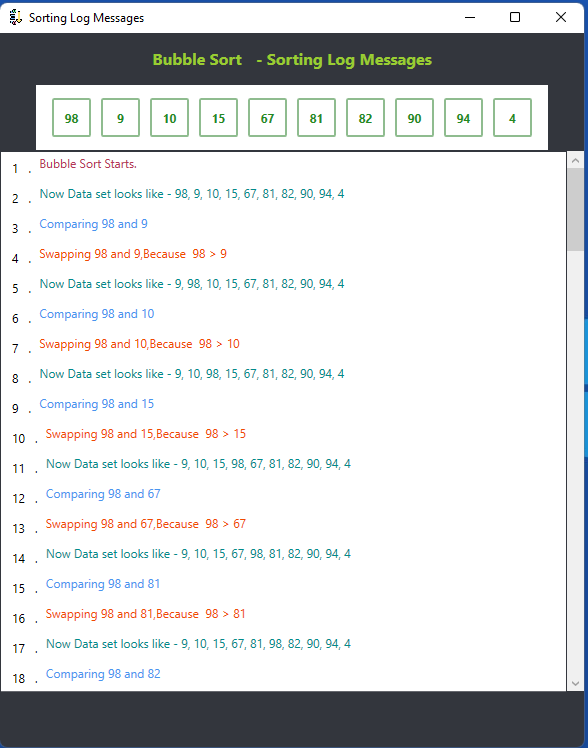 Sorting Log Messages
Bubble Sort - Sorting Log Messages
98 9 10 15 67 81 82 90 94 4
1 . Bubble Sort Starts.
2 . Now Data set looks like - 98, 9, 10, 15, 67, 81, 82, 90, 94, 4
3 . Comparing 98 and 9
4 . Swapping 98 and 9,Because 98 > 9
5 . Now Data set looks like - 9, 98, 10, 15, 67, 81, 82, 90, 94, 4
6 . Comparing 98 and 10
7 . Swapping 98 and 10,Because 98 > 10
8 . Now Data set looks like - 9, 10, 98, 15, 67, 81, 82, 90, 94, 4
9 . Comparing 98 and 15
10 . Swapping 98 and 15,Because 98 > 15
11 . Now Data set looks like - 9, 10, 15, 98, 67, 81, 82, 90, 94, 4
12 . Comparing 98 and 67
13 . Swapping 98 and 67,Because 98 > 67
14 . Now Data set looks like - 9, 10, 15, 67, 98, 81, 82, 90, 94, 4
15 . Comparing 98 and 81
16 . Swapping 98 and 81,Because 98 > 81
17 . Now Data set looks like - 9, 10, 15, 67, 81, 98, 82, 90, 94, 4
18 . Comparing 98 and 82